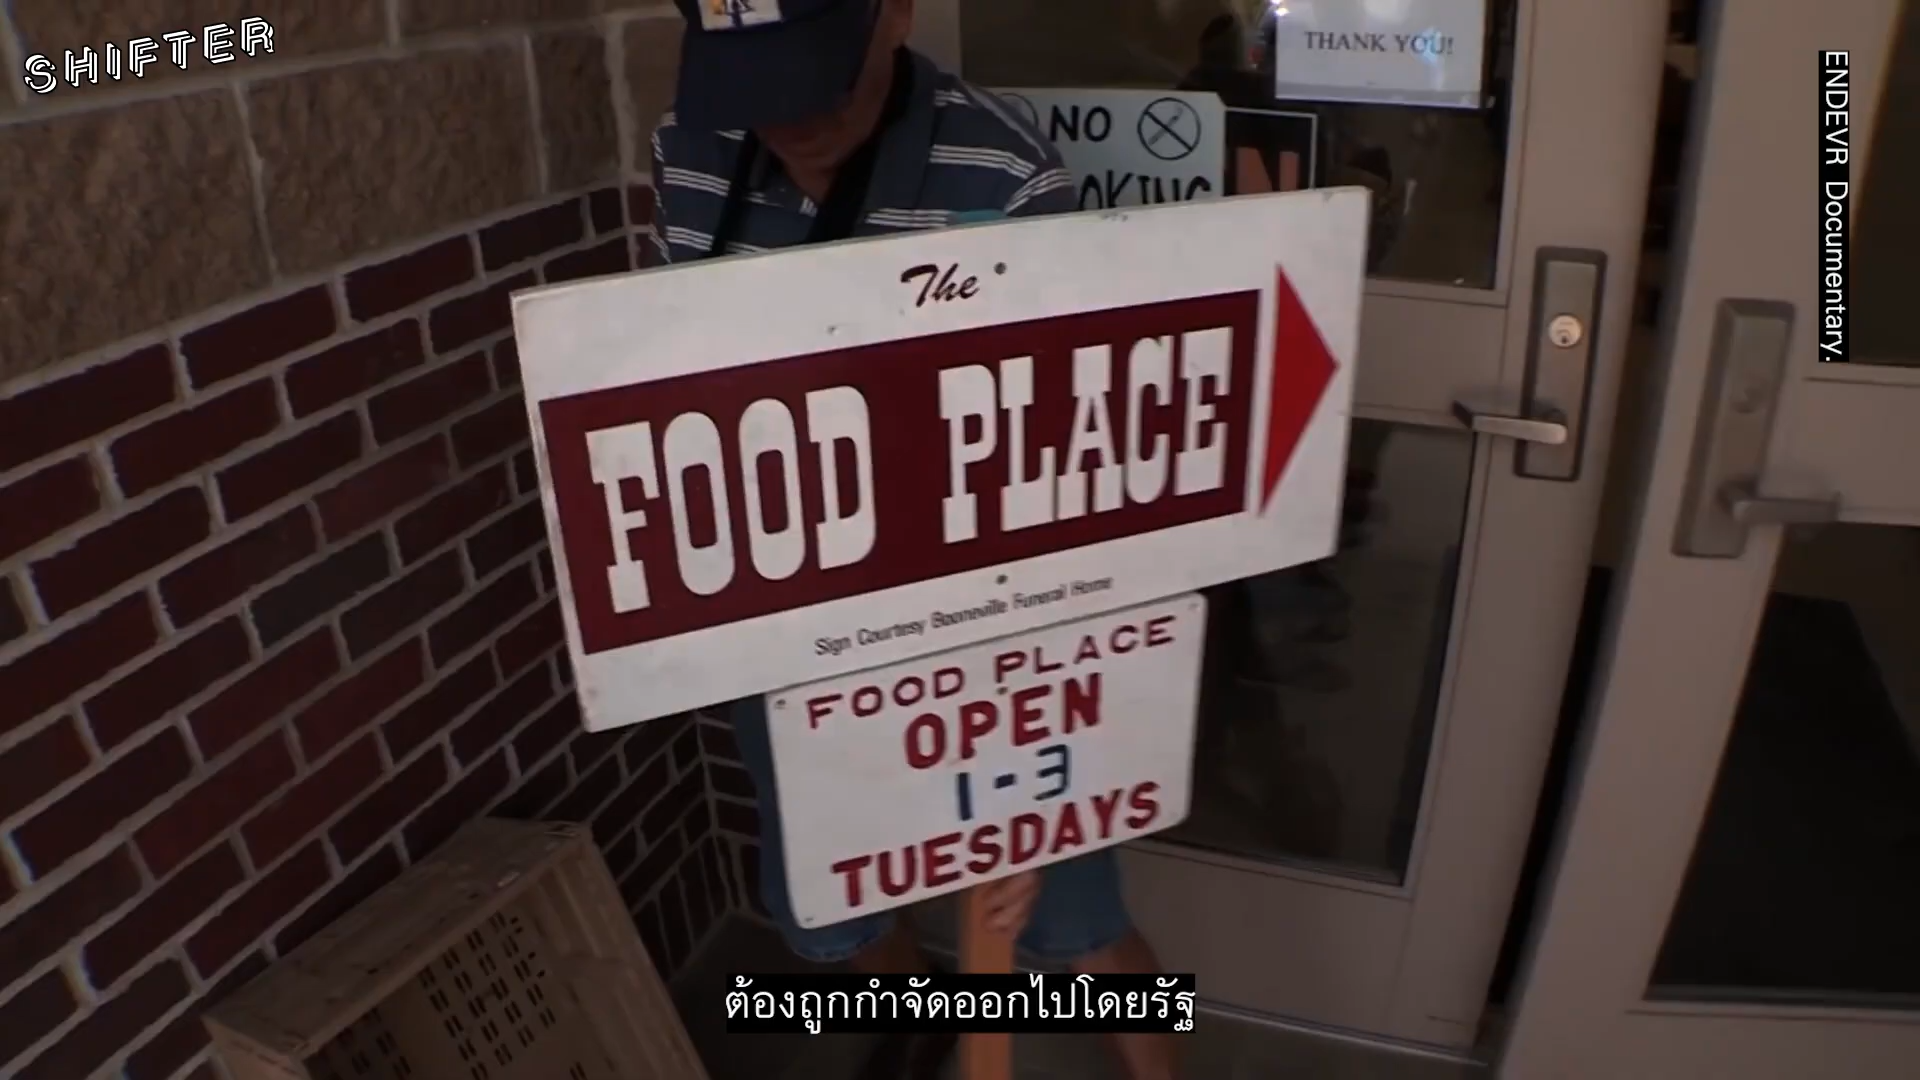 SHIFTER
THANK YOU!
ENDEVR Documentary.
NO
The
FOOD PLACE
Sign Courtesy Booneville Funeral Home
FOOD PLACE
OPEN
1-3
TUESDAYS
ต้องถูกกำจัดออกไปโดยรัฐ